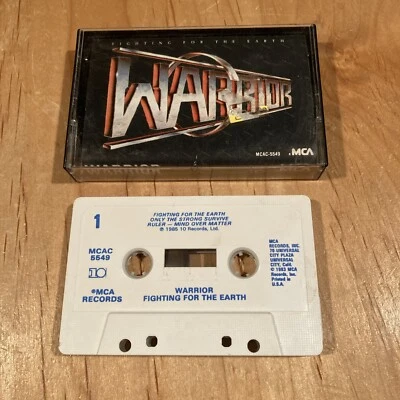 FIGHTING FOR THE EARTH
WARRIOR
MCAC-5549
MCA
WARRIOR
1
FIGHTING FOR THE EARTH
ONLY THE STRONG SURVIVE
RULER — MIND OVER MATTER
℗ 1985 10 Records, Ltd.
MCAC
5549
10
MCA
RECORDS
MCA
RECORDS, INC.
70 UNIVERSAL
CITY PLAZA
UNIVERSAL
CITY, Calif.
© 1983 MCA
Records, Inc.
Printed in
U.S.A.
WARRIOR
FIGHTING FOR THE EARTH